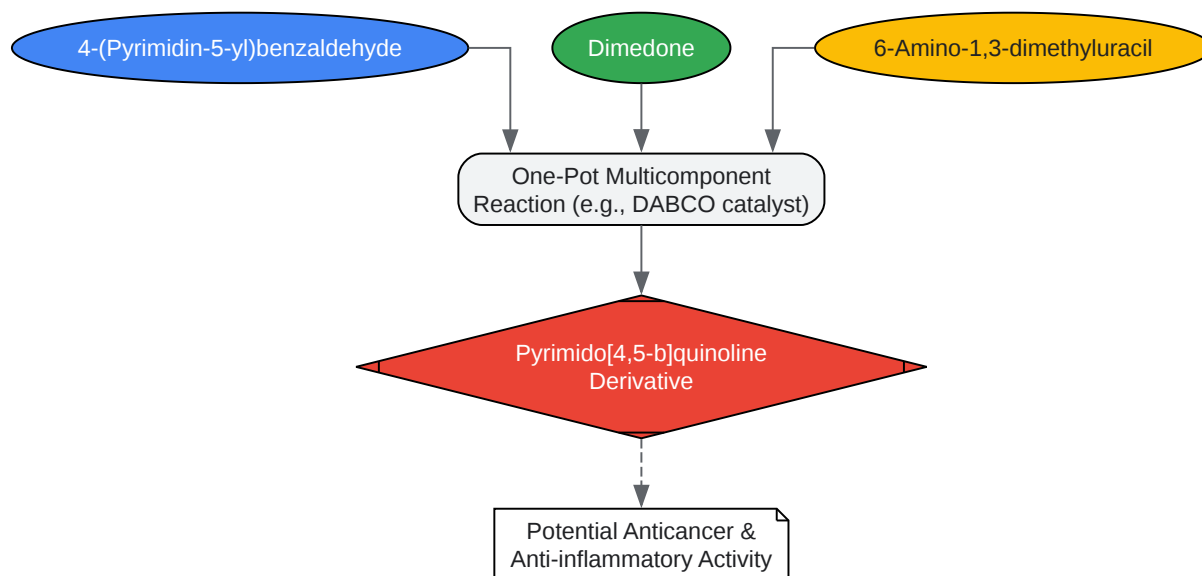 4-(Pyrimidin-5-yl)benzaldehyde
Dimedone
6-Amino-1,3-dimethyluracil
One-Pot Multicomponent
Reaction (e.g., DABCO catalyst)
Pyrimido[4,5-b]quinoline
Derivative
Potential Anticancer &
Anti-inflammatory Activity